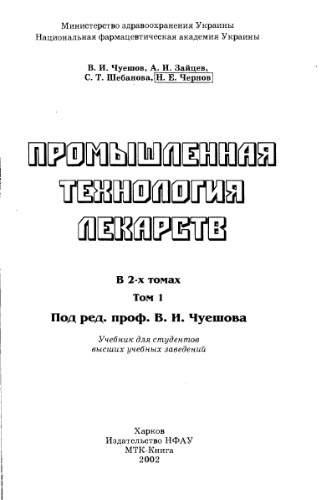 Министерство здравоохранения Украины
Национальная фармацевтическая академия Украины
В. И. Чуешов, А. И. Зайцев,
С. Т. Шебанова, Н. Е. Чернов
ПРОМЫШЛЕННАЯ
ТЕХНОЛОГИЯ
ЛЕКАРСТВ
В 2-х томах
Том 1
Под ред. проф. В. И. Чуешова
Учебник для студентов
высших учебных заведений
Харков
Издательство НФАУ
МТК-Книга
2002